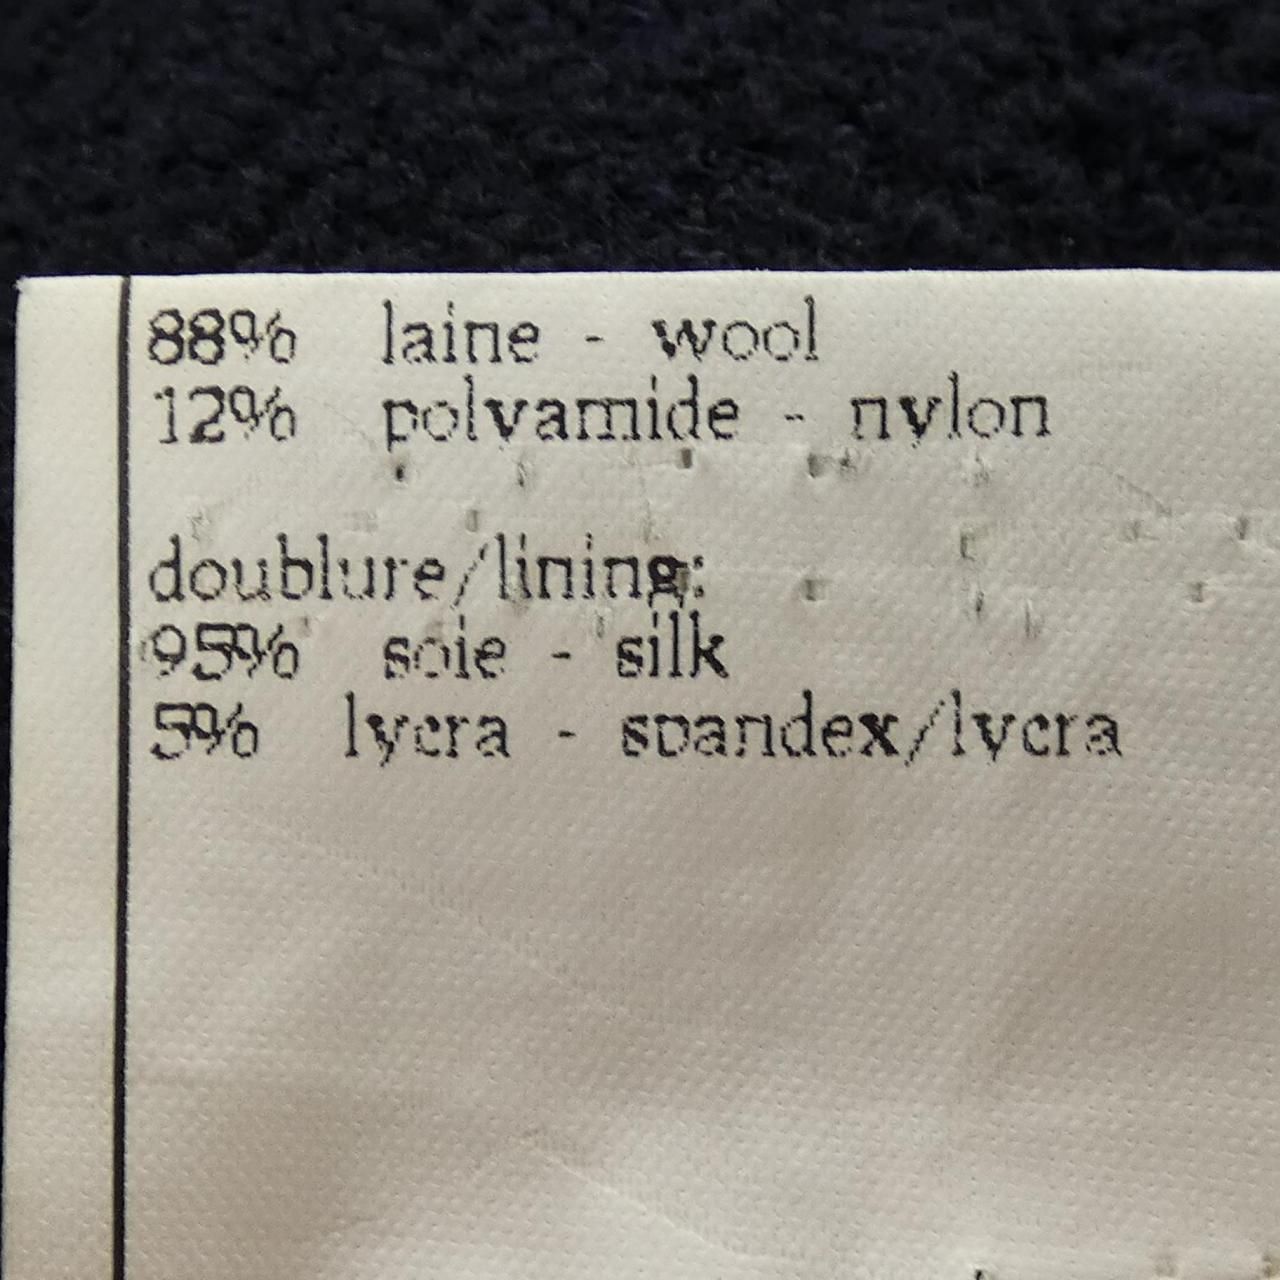 88% laine - wool
12% polyamide - nylon
doublure/lining:
95% soie - silk
5% lycra - spandex/lycra